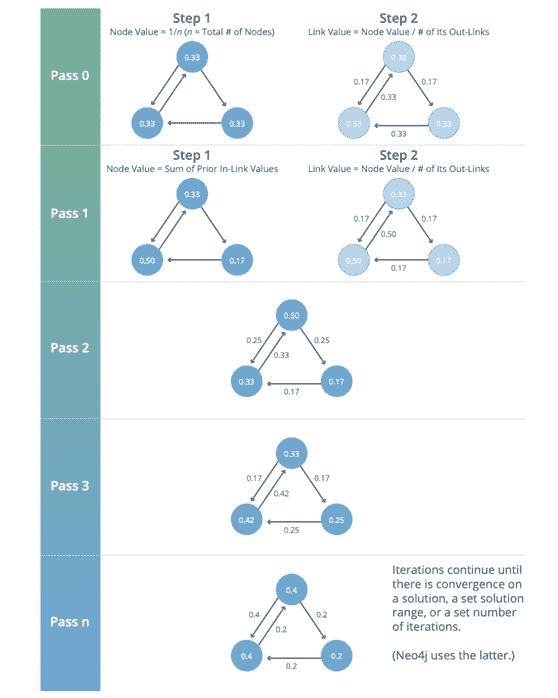 Step 1
Node Value = 1/n (n = Total # of Nodes)
Step 2
Link Value = Node Value / # of Its Out-Links
Pass 0
0.33
0.33
0.33
0.33
0.17
0.17
0.33
0.33
0.33
0.33
Step 1
Node Value = Sum of Prior In-Link Values
Step 2
Link Value = Node Value / # of Its Out-Links
Pass 1
0.33
0.50
0.17
0.33
0.17
0.17
0.50
0.50
0.17
0.17
Pass 2
0.50
0.25
0.25
0.33
0.33
0.17
0.17
Pass 3
0.33
0.17
0.17
0.42
0.42
0.25
0.25
Pass n
0.4
0.4
0.2
0.2
0.4
0.2
0.2
Iterations continue until
there is convergence on
a solution, a set solution
range, or a set number
of iterations.
(Neo4j uses the latter.)